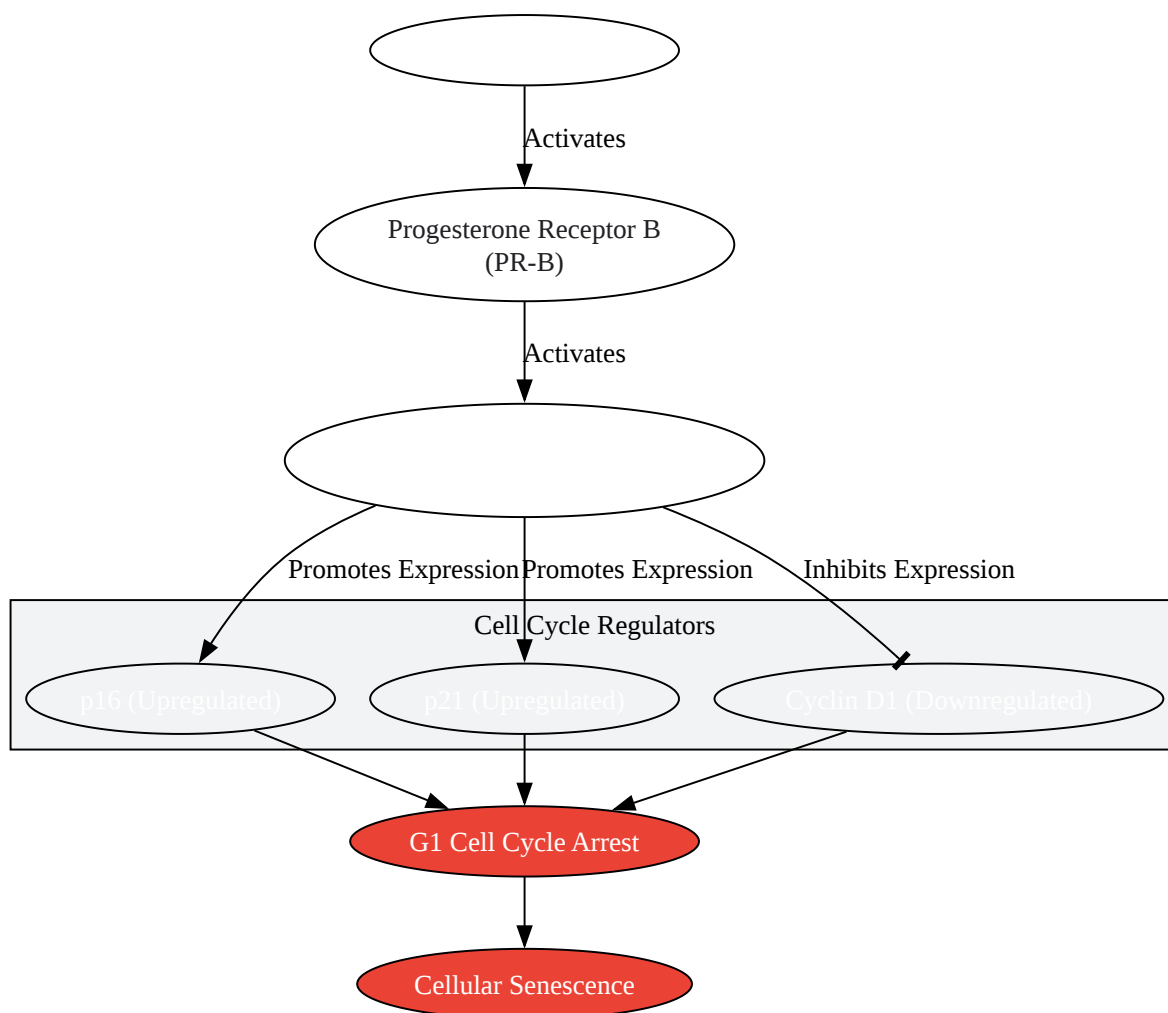 Activates
Progesterone Receptor B
(PR-B)
Activates
Promotes Expression
Promotes Expression
Inhibits Expression
Cell Cycle Regulators
p16 (Upregulated)
p21 (Upregulated)
Cyclin D1 (Downregulated)
G1 Cell Cycle Arrest
Cellular Senescence